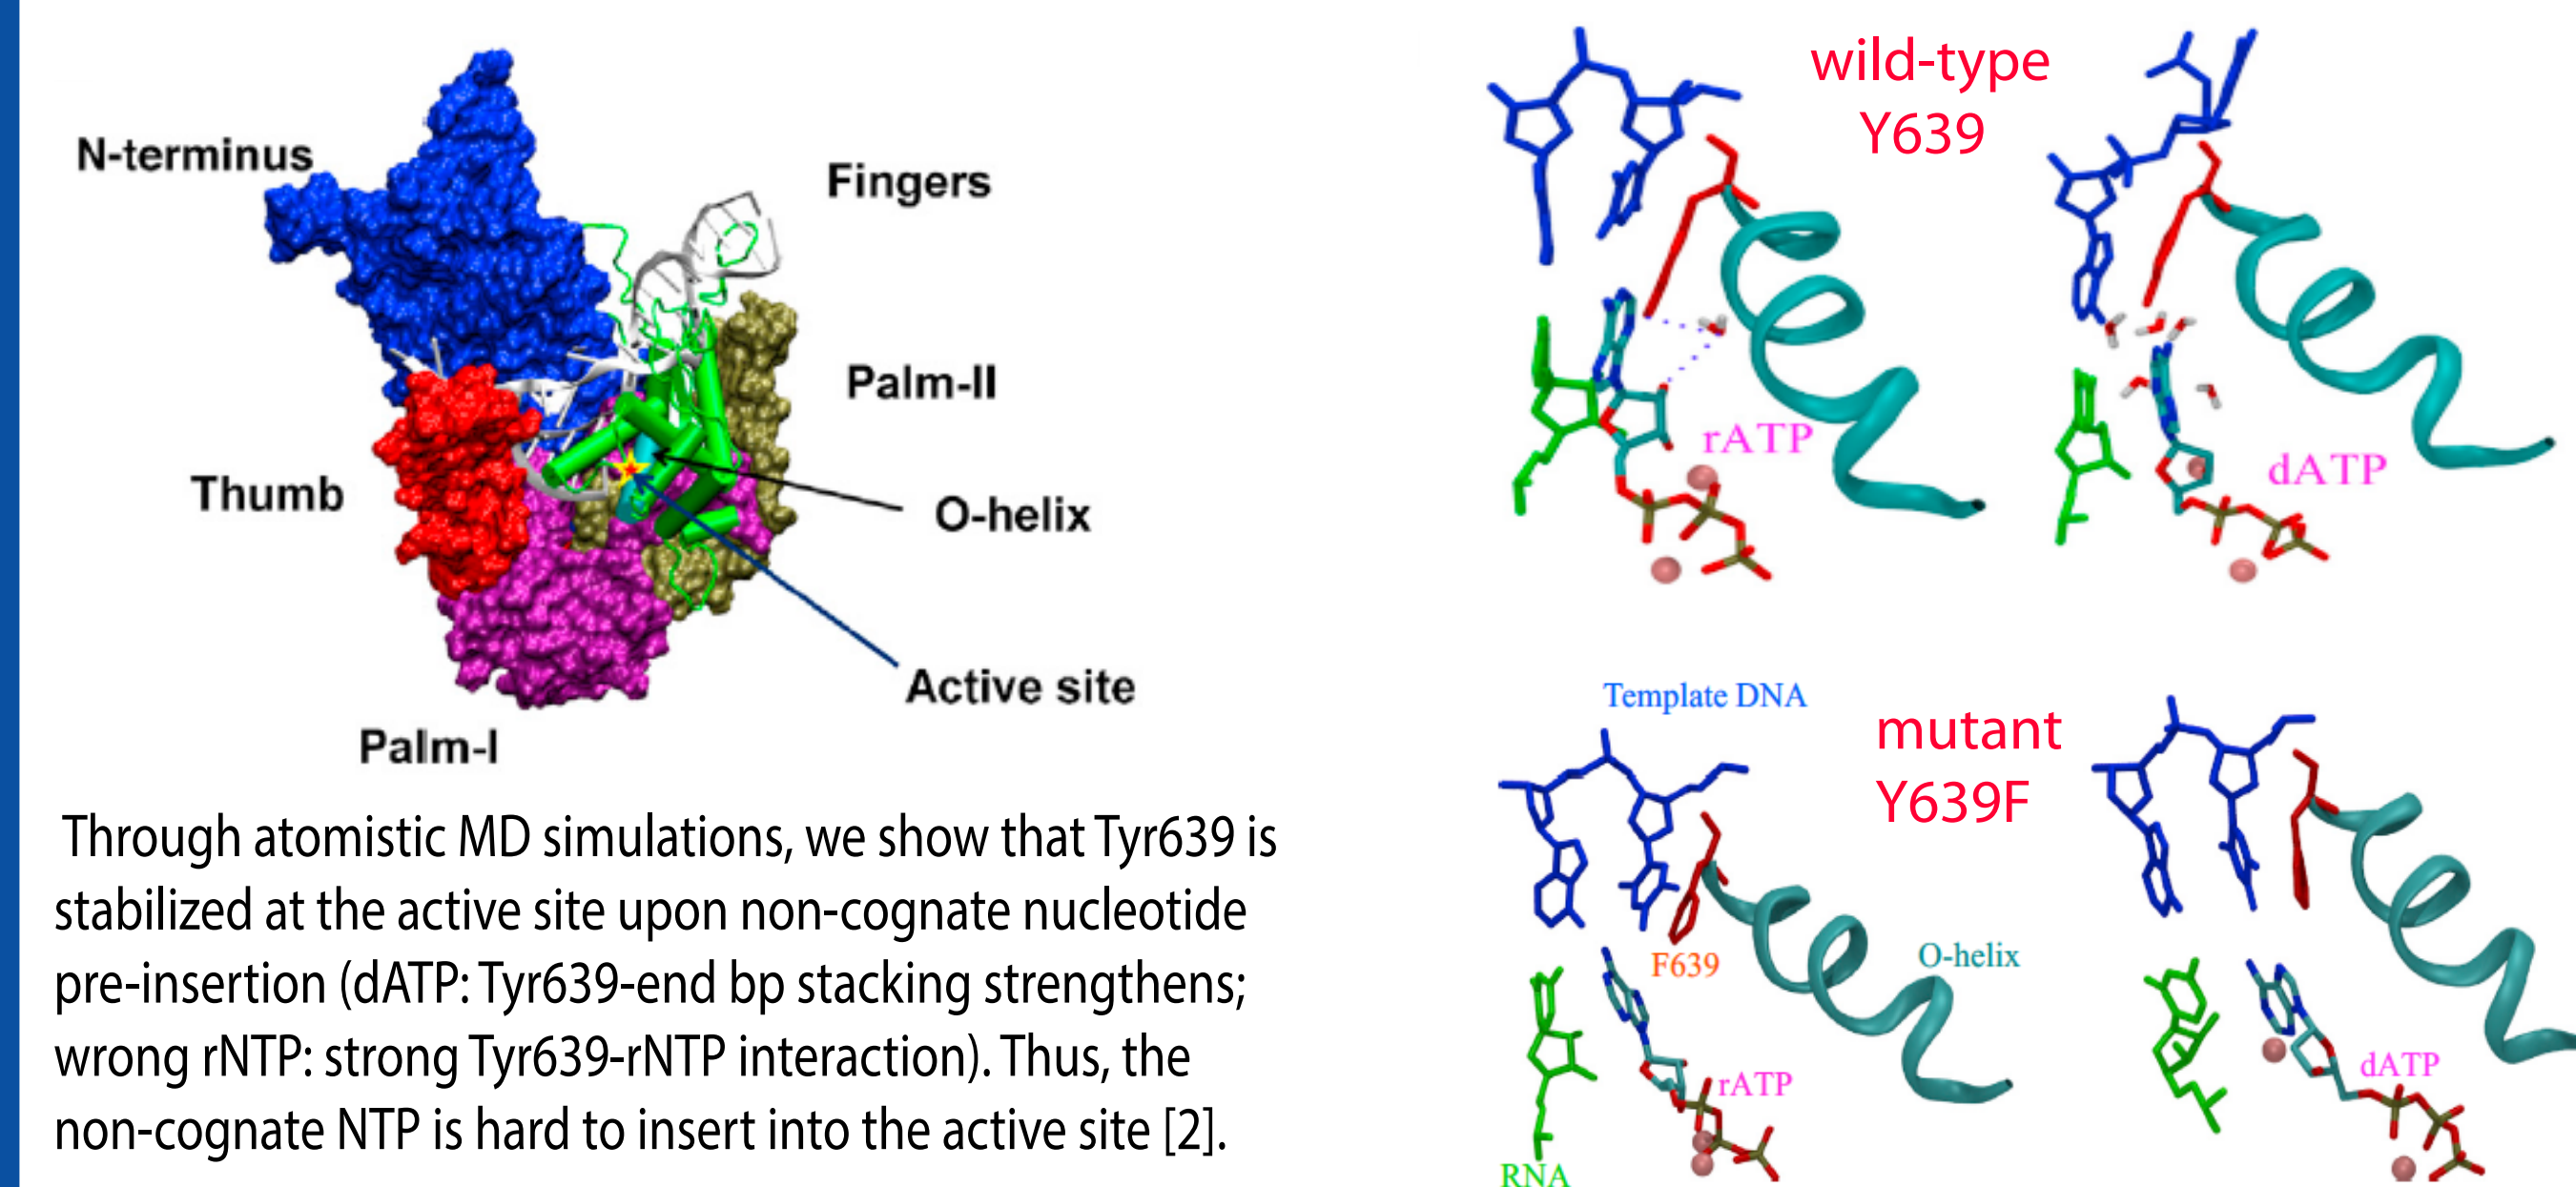 N-terminus
Fingers
Palm-II
Thumb
O-helix
Active site
Palm-I
Through atomistic MD simulations, we show that Tyr639 is
stabilized at the active site upon non-cognate nucleotide
pre-insertion (dATP: Tyr639-end bp stacking strengthens;
wrong rNTP: strong Tyr639-rNTP interaction). Thus, the
non-cognate NTP is hard to insert into the active site [2].
wild-type
Y639
rATP
dATP
Template DNA
mutant
Y639F
F639
O-helix
rATP
dATP
RNA